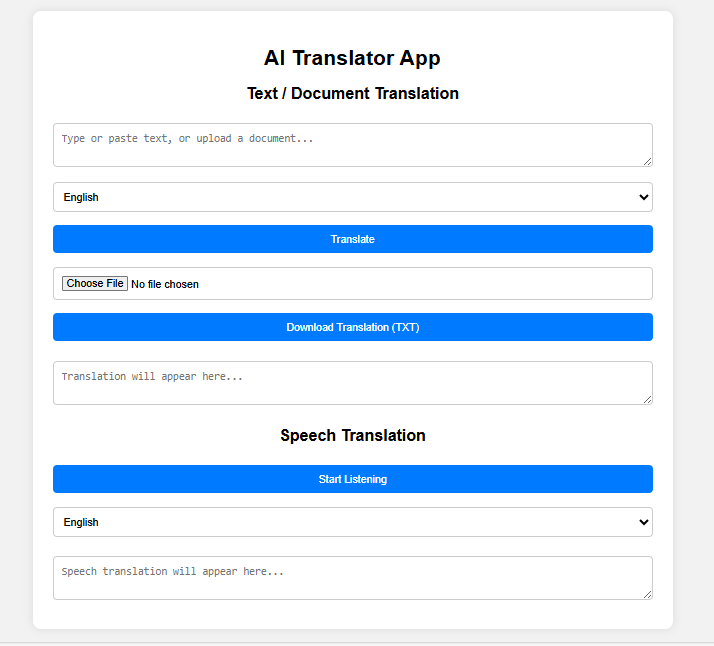 AI Translator App
Text / Document Translation
Type or paste text, or upload a document...
English
Translate
Choose File No file chosen
Download Translation (TXT)
Translation will appear here...
Speech Translation
Start Listening
English
Speech translation will appear here...